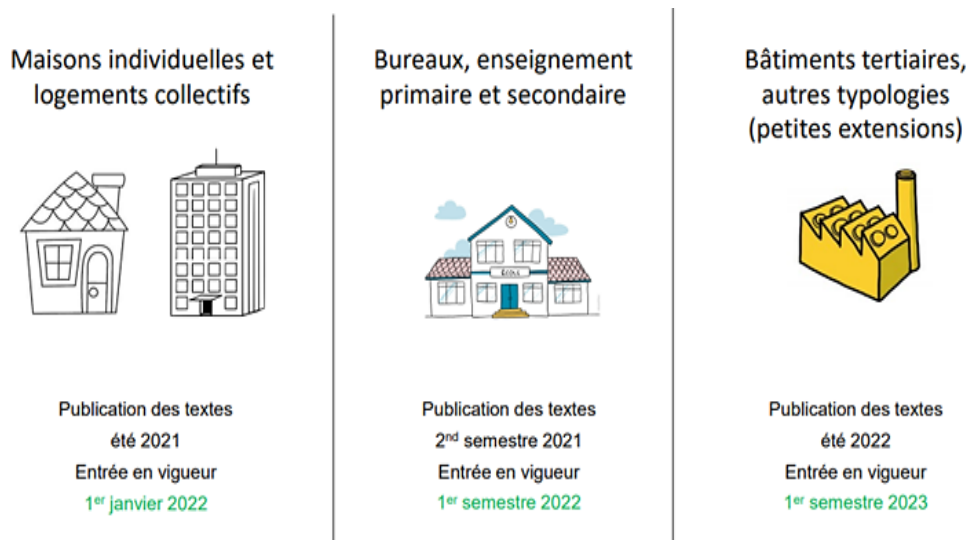 Maisons individuelles et
logements collectifs
Publication des textes
été 2021
Entrée en vigueur
1er janvier 2022
Bureaux, enseignement
primaire et secondaire
ECOLE
Publication des textes
2nd semestre 2021
Entrée en vigueur
1er semestre 2022
Bâtiments tertiaires,
autres typologies
(petites extensions)
Publication des textes
été 2022
Entrée en vigueur
1er semestre 2023